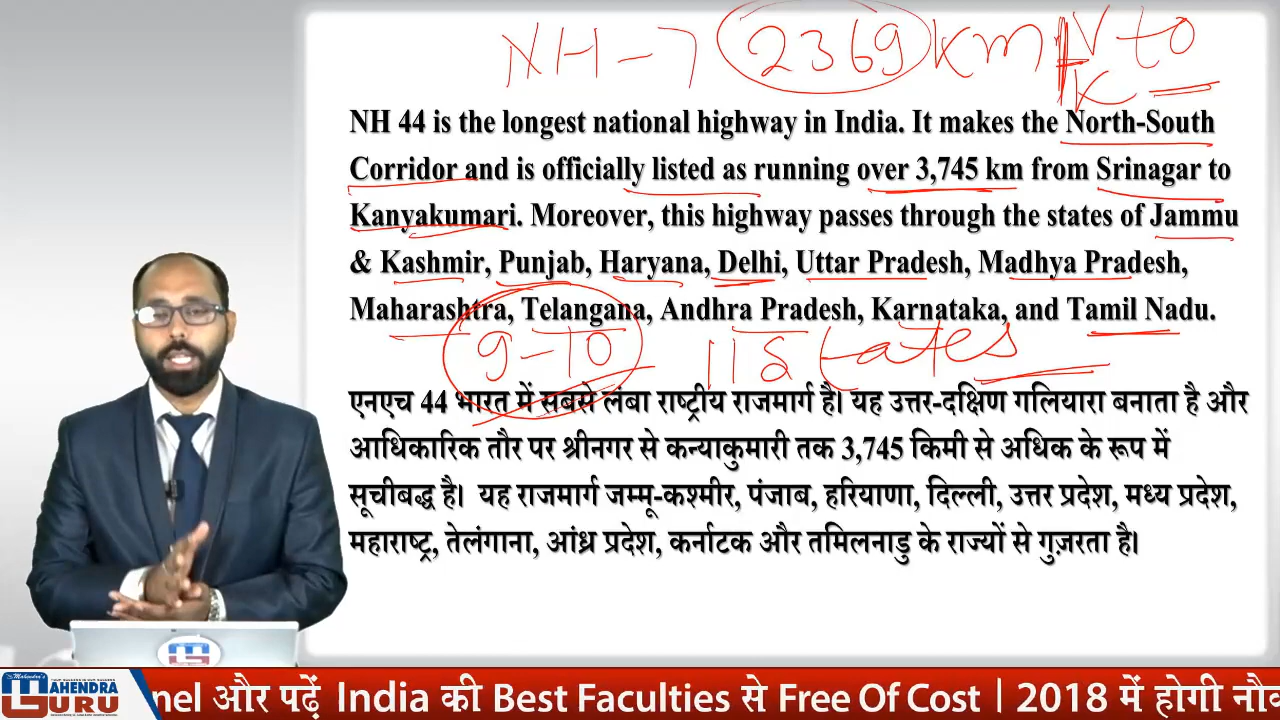 NH-7 2369 km N to
K
NH 44 is the longest national highway in India. It makes the North-South
Corridor and is officially listed as running over 3,745 km from Srinagar to
Kanyakumari. Moreover, this highway passes through the states of Jammu
& Kashmir, Punjab, Haryana, Delhi, Uttar Pradesh, Madhya Pradesh,
Maharashtra, Telangana, Andhra Pradesh, Karnataka, and Tamil Nadu.
9-10 11 States
एनएच 44 भारत में सबसे लंबा राष्ट्रीय राजमार्ग है। यह उत्तर-दक्षिण गलियारा बनाता है और
आधिकारिक तौर पर श्रीनगर से कन्याकुमारी तक 3,745 किमी से अधिक के रूप में
सूचीबद्ध है। यह राजमार्ग जम्मू-कश्मीर, पंजाब, हरियाणा, दिल्ली, उत्तर प्रदेश, मध्य प्रदेश,
महाराष्ट्र, तेलंगाना, आंध्र प्रदेश, कर्नाटक और तमिलनाडु के राज्यों से गुज़रता है।
Mahendra's
MAHENDRA
GURU
nel और पढ़ें India की Best Faculties से Free Of Cost | 2018 में होगी नौक